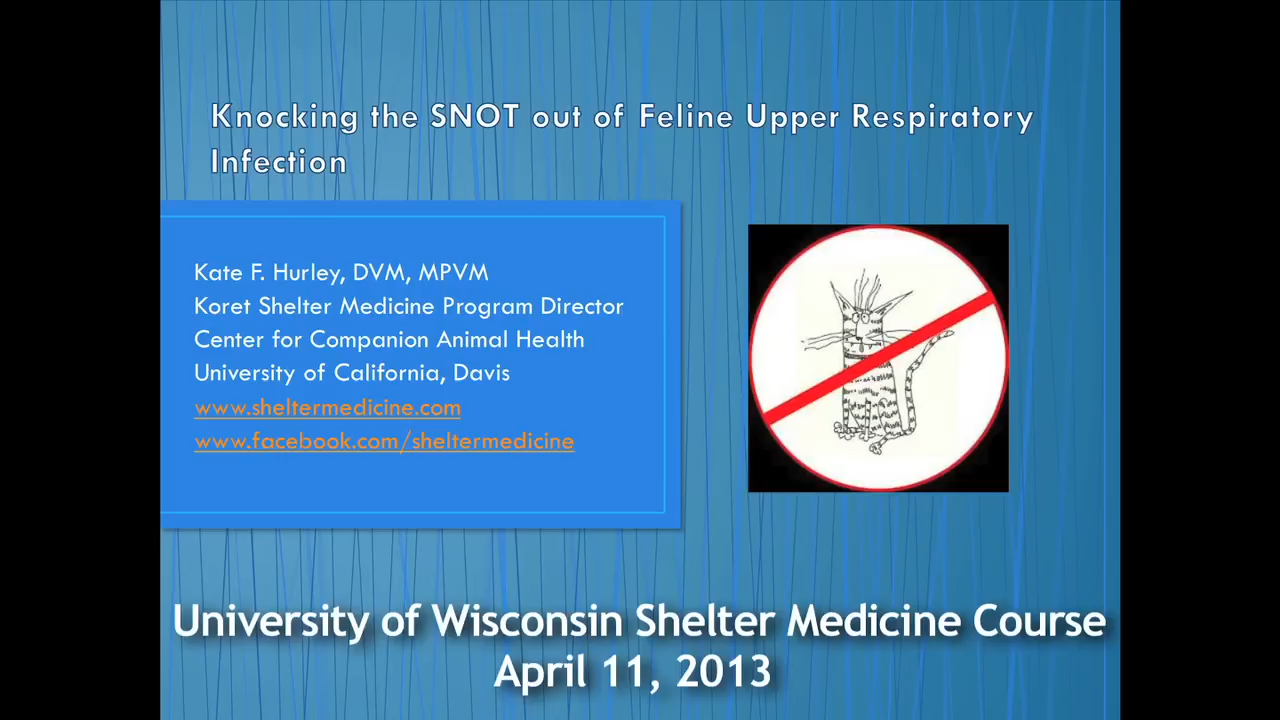 Knocking the SNOT out of Feline Upper Respiratory
Infection
Kate F. Hurley, DVM, MPVM
Koret Shelter Medicine Program Director
Center for Companion Animal Health
University of California, Davis
www.sheltermedicine.com
www.facebook.com/sheltermedicine
University of Wisconsin Shelter Medicine Course
April 11, 2013